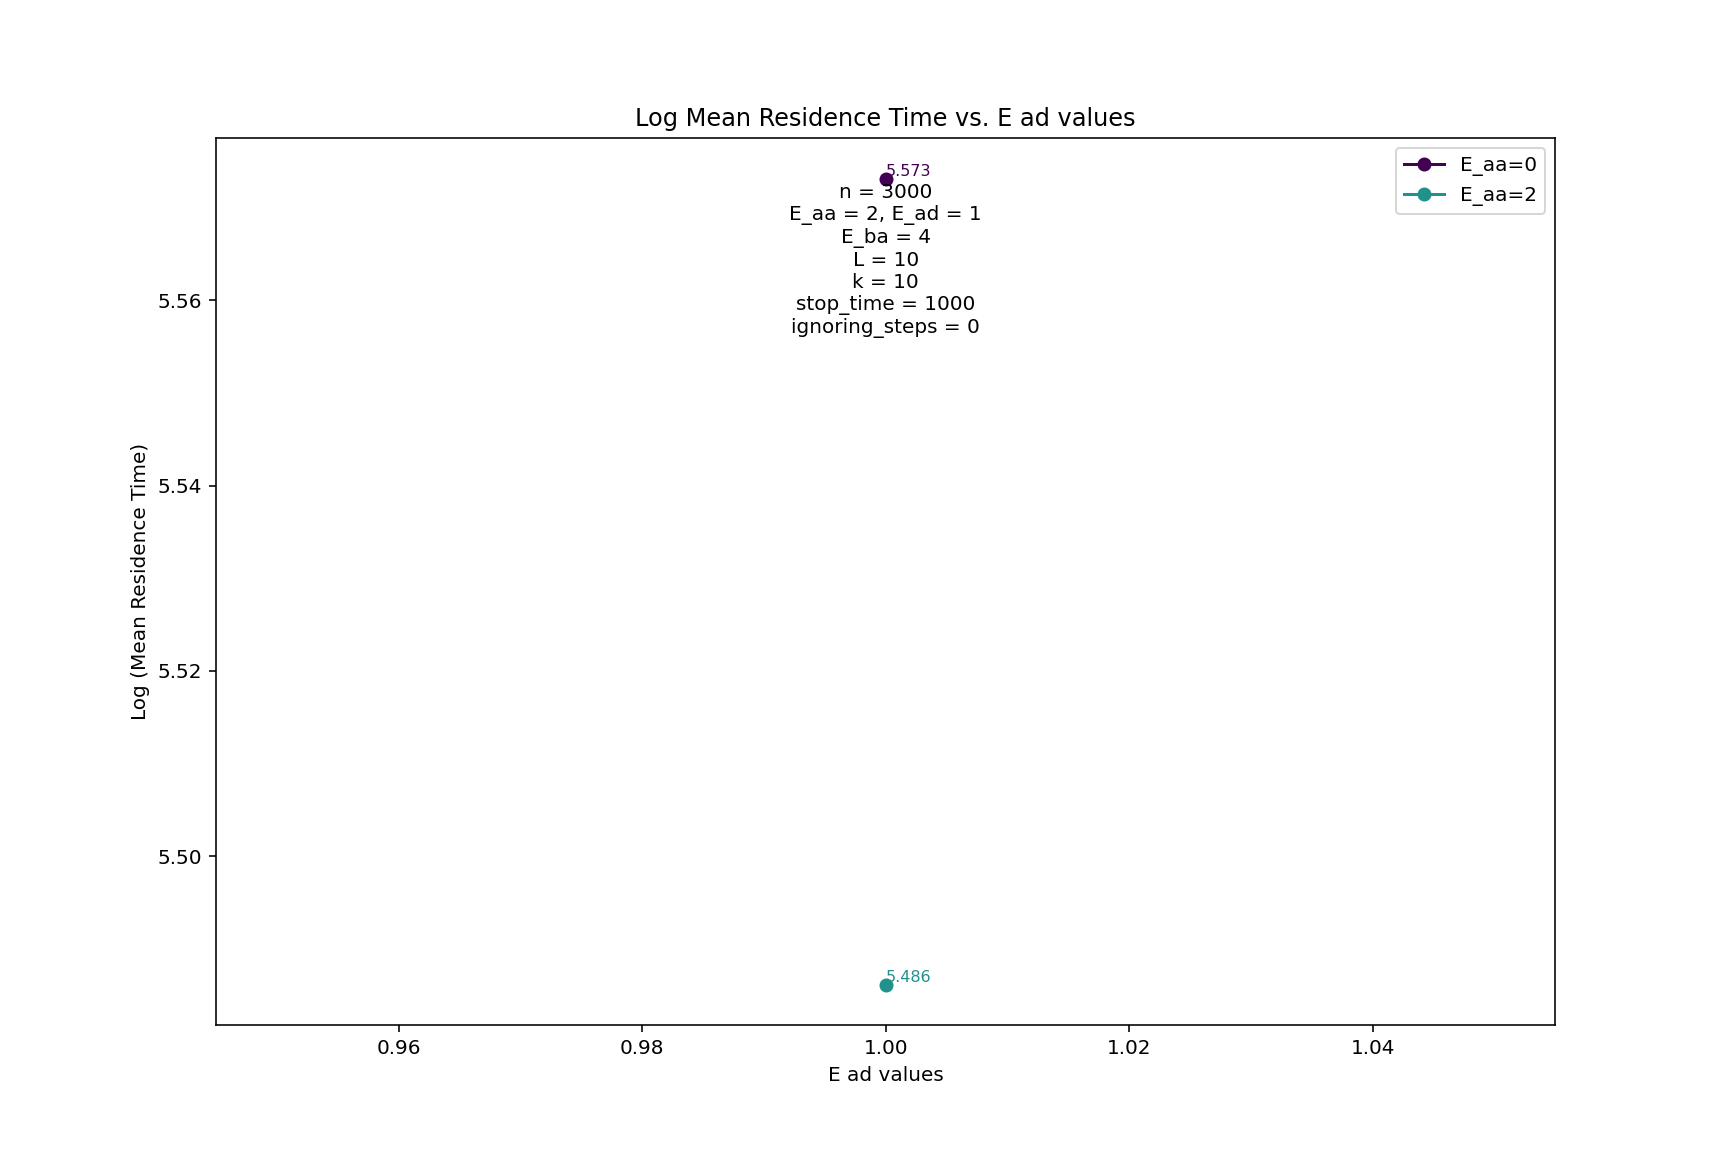 Log Mean Residence Time vs. E ad values
E_aa=0
E_aa=2
5.573
n = 3000
E_aa = 2, E_ad = 1
E_ba = 4
L = 10
k = 10
stop_time = 1000
ignoring_steps = 0
Log (Mean Residence Time)
5.56
5.54
5.52
5.50
5.486
0.96 0.98 1.00 1.02 1.04
E ad values